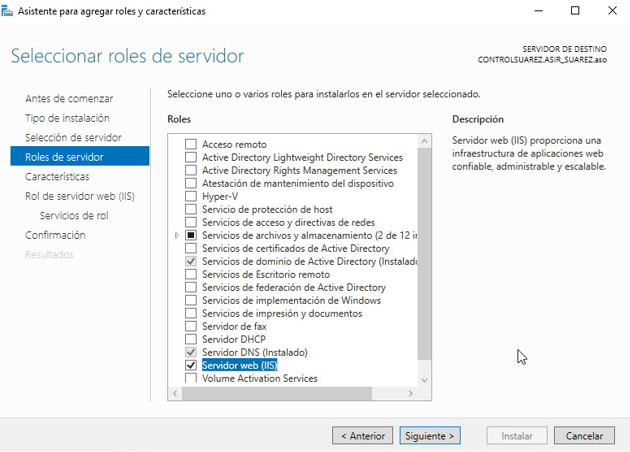 Asistente para agregar roles y características
Seleccionar roles de servidor
SERVIDOR DE DESTINO
CONTROLSUAREZ.ASIR_SUAREZ.aso
Antes de comenzar
Tipo de instalación
Selección de servidor
Roles de servidor
Características
Rol de servidor web (IIS)
Servicios de rol
Confirmación
Resultados
Seleccione uno o varios roles para instalarlos en el servidor seleccionado.
Roles
Acceso remoto
Active Directory Lightweight Directory Services
Active Directory Rights Management Services
Atestación de mantenimiento del dispositivo
Hyper-V
Servicio de protección de host
Servicios de acceso y directivas de redes
Servicios de archivos y almacenamiento (2 de 12 in
Servicios de certificados de Active Directory
Servicios de dominio de Active Directory (Instalado
Servicios de Escritorio remoto
Servicios de federación de Active Directory
Servicios de implementación de Windows
Servicios de impresión y documentos
Servidor de fax
Servidor DHCP
Servidor DNS (Instalado)
Servidor web (IIS)
Volume Activation Services
Descripción
Servidor web (IIS) proporciona una
infraestructura de aplicaciones web
confiable, administrable y escalable.
< Anterior
Siguiente >
Instalar
Cancelar